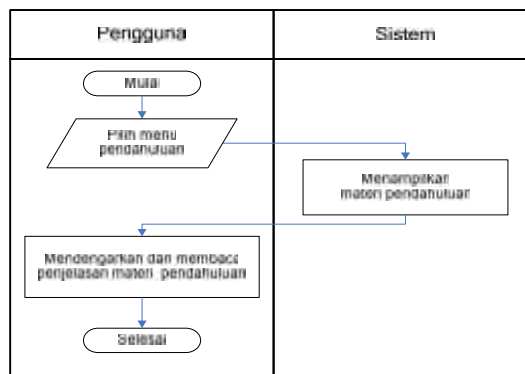 Pengguna
Sistem
Mulai
Pilih menu
pendahuluan
Menampilkan
materi pendahuluan
Mendengarkan dan membaca
penjelasan materi pendahuluan
Selesai